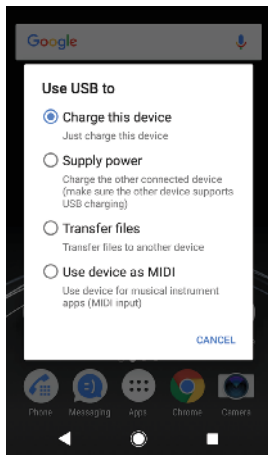 Google
Use USB to
Charge this device
Just charge this device
Supply power
Charge the other connected device
(make sure the other device supports
USB charging)
Transfer files
Transfer files to another device
Use device as MIDI
Use device for musical instrument
apps (MIDI input)
CANCEL
Phone Messaging Apps Chrome Camera